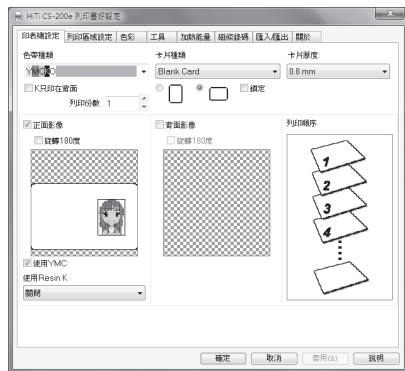 HiTi CS-200e 列印喜好設定
印表機設定 列印區域設定 色彩 工具 加熱能量 磁條錄碼 匯入/匯出 關於
色帶種類 卡片種類 卡片厚度:
YMCKO Blank Card 0.8 mm
K只印在背面 鎖定
列印份數 1
正面影像 背面影像 列印順序
旋轉180度 旋轉180度
1
2
3
4
使用YMC
使用Resin K
關閉
確定 取消 套用(A) 說明